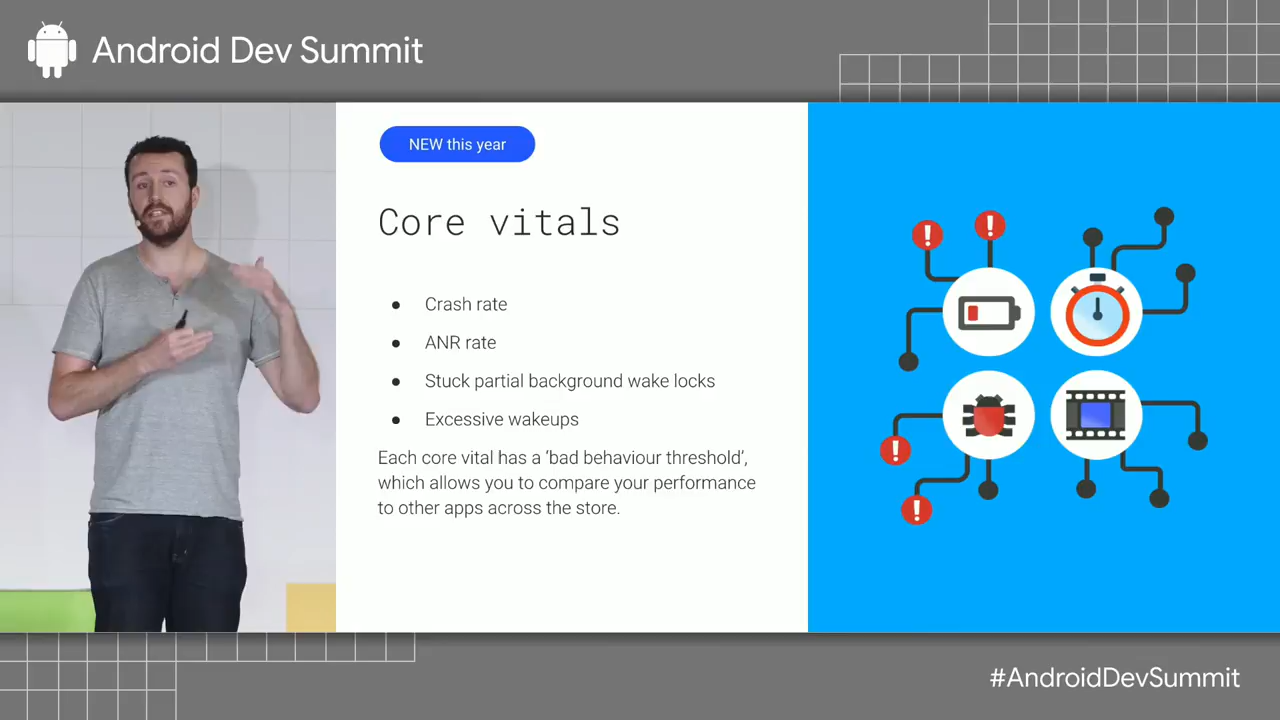 Android Dev Summit
NEW this year
Core vitals
● Crash rate
● ANR rate
● Stuck partial background wake locks
● Excessive wakeups
Each core vital has a ‘bad behaviour threshold’,
which allows you to compare your performance
to other apps across the store.
#AndroidDevSummit